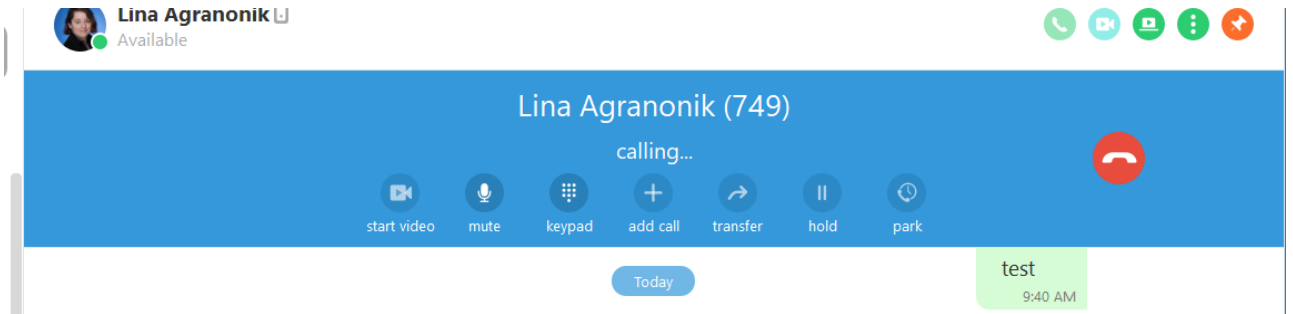 Lina Agranonik
Available
Lina Agranonik (749)
calling...
start video mute keypad add call transfer hold park
test
Today
9:40 AM